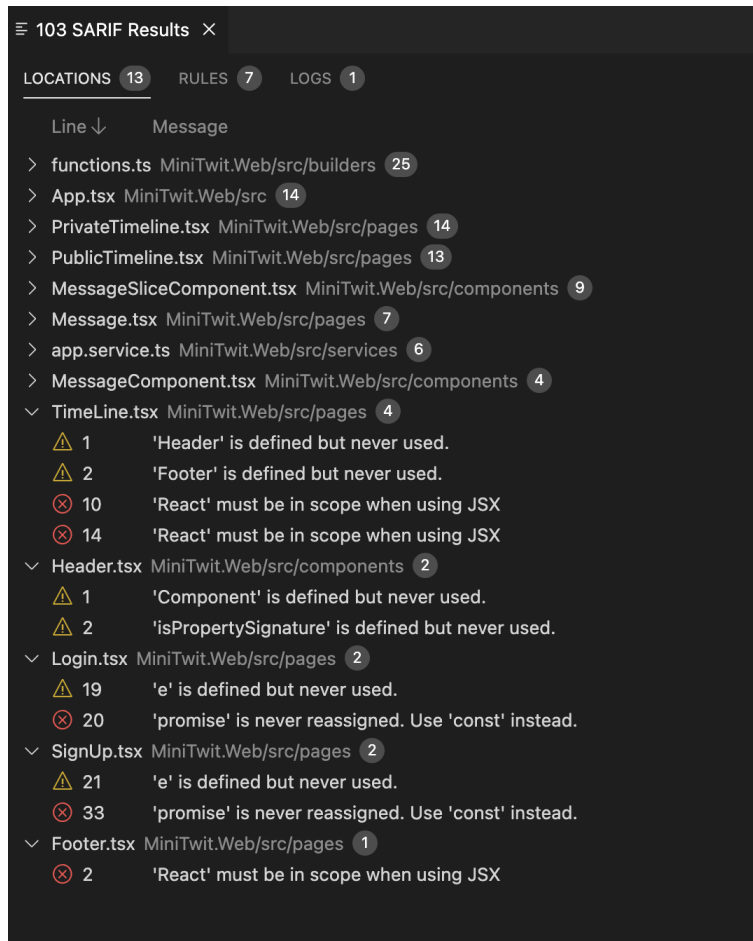 103 SARIF Results
LOCATIONS 13 RULES 7 LOGS 1
Line Message
functions.ts MiniTwit.Web/src/builders 25
App.tsx MiniTwit.Web/src 14
PrivateTimeline.tsx MiniTwit.Web/src/pages 14
PublicTimeline.tsx MiniTwit.Web/src/pages 13
MessageSliceComponent.tsx MiniTwit.Web/src/components 9
Message.tsx MiniTwit.Web/src/pages 7
app.service.ts MiniTwit.Web/src/services 6
MessageComponent.tsx MiniTwit.Web/src/components 4
TimeLine.tsx MiniTwit.Web/src/pages 4
1 'Header' is defined but never used.
2 'Footer' is defined but never used.
10 'React' must be in scope when using JSX
14 'React' must be in scope when using JSX
Header.tsx MiniTwit.Web/src/components 2
1 'Component' is defined but never used.
2 'isPropertySignature' is defined but never used.
Login.tsx MiniTwit.Web/src/pages 2
19 'e' is defined but never used.
20 'promise' is never reassigned. Use 'const' instead.
SignUp.tsx MiniTwit.Web/src/pages 2
21 'e' is defined but never used.
33 'promise' is never reassigned. Use 'const' instead.
Footer.tsx MiniTwit.Web/src/pages 1
2 'React' must be in scope when using JSX